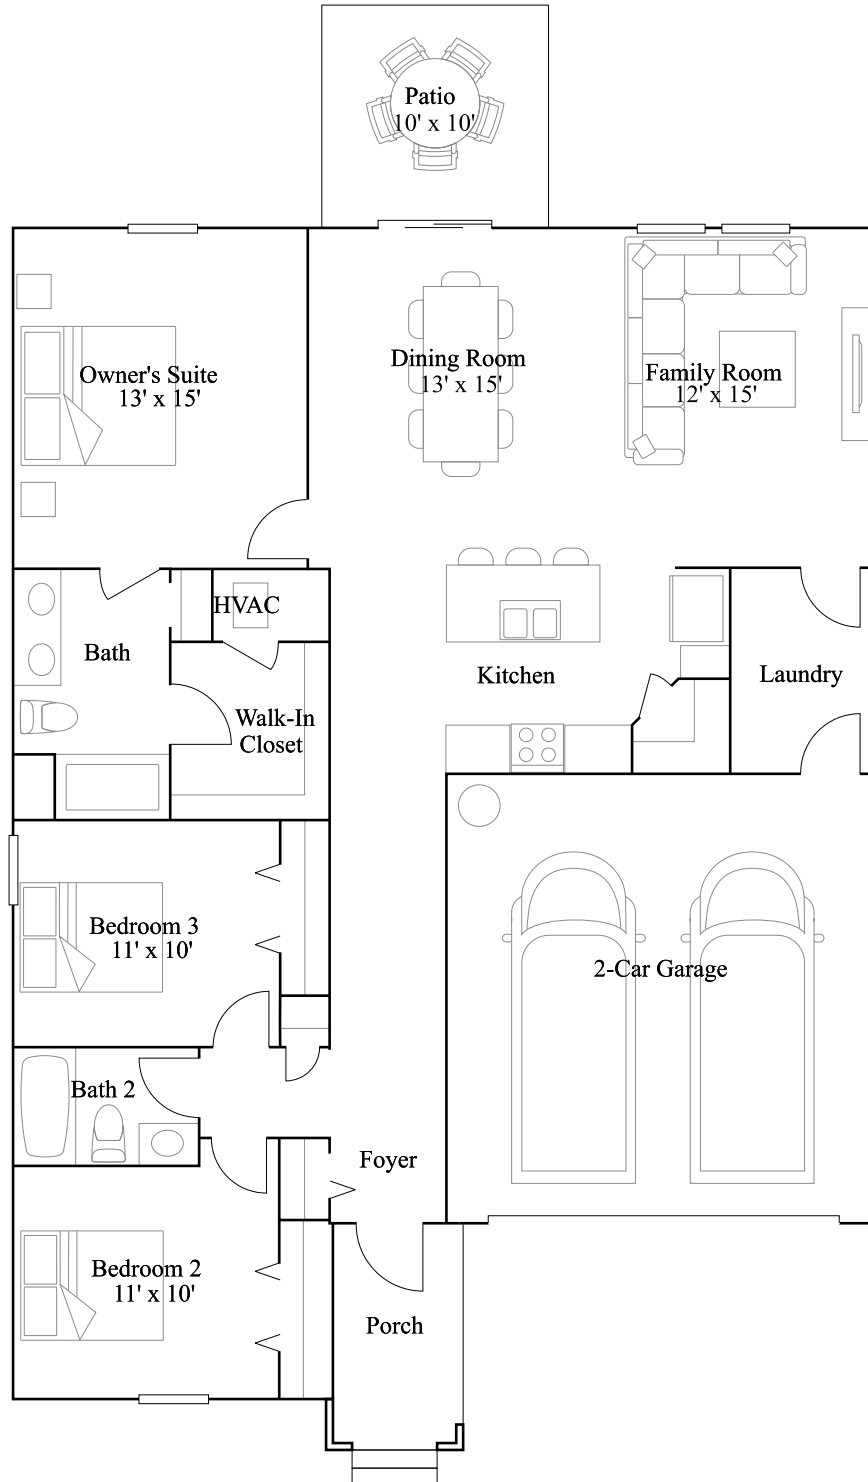 Patio
10' x 10'
Owner's Suite
13' x 15'
Dining Room
13' x 15'
Family Room
12' x 15'
HVAC
Bath
Kitchen
Laundry
Walk-In
Closet
Bedroom 3
11' x 10'
2-Car Garage
Bath 2
Foyer
Bedroom 2
11' x 10'
Porch